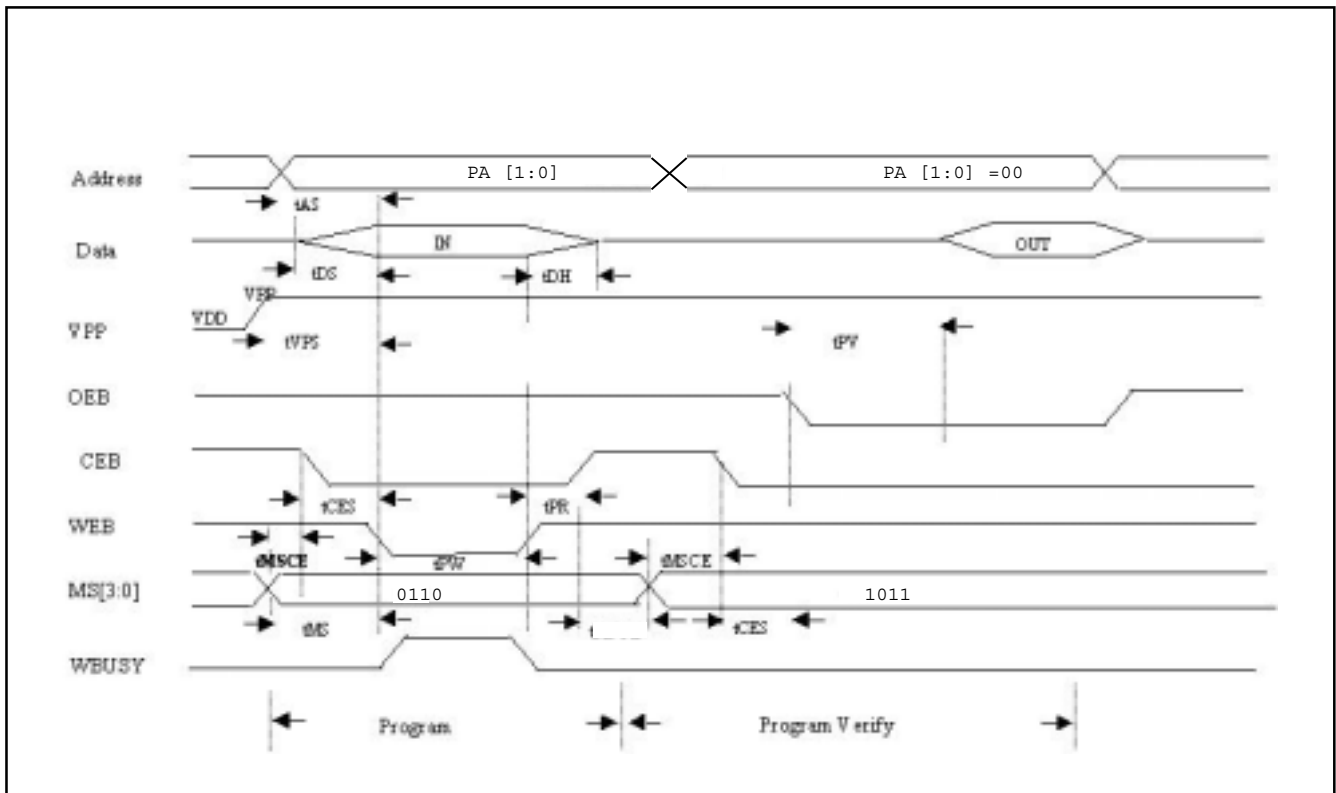 Address PA [1:0] PA [1:0] =00
tAS
Data IN OUT
tDS tDH
VPP
VDD
VPP tVPS tPV
OEB
CEB
tCES tPR
WEB
tMSCE tPW tMSCE
MS[3:0] 0110 1011
tMS tCES
WBUSY
Program Program Verify